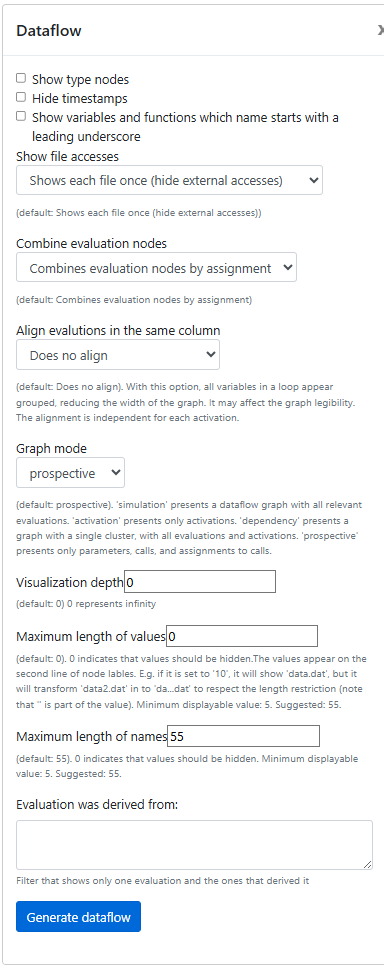 Dataflow
Show type nodes
Hide timestamps
Show variables and functions which name starts with a
leading underscore
Show file accesses
Shows each file once (hide external accesses)
(default: Shows each file once (hide external accesses))
Combine evaluation nodes
Combines evaluation nodes by assignment
(default: Combines evaluation nodes by assignment)
Align evalutions in the same column
Does no align
(default: Does no align). With this option, all variables in a loop appear
grouped, reducing the width of the graph. It may affect the graph legibility.
The alignment is independent for each activation.
Graph mode
prospective
(default: prospective). 'simulation' presents a dataflow graph with all relevant
evaluations. 'activation' presents only activations. 'dependency' presents a
graph with a single cluster, with all evaluations and activations. 'prospective'
presents only parameters, calls, and assignments to calls.
Visualization depth 0
(default: 0) 0 represents infinity
Maximum length of values 0
(default: 0). 0 indicates that values should be hidden.The values appear on the
second line of node lables. E.g. if it is set to '10', it will show 'data.dat', but it
will transform 'data2.dat' in to 'da...dat' to respect the length restriction (note
that '' is part of the value). Minimum displayable value: 5. Suggested: 55.
Maximum length of names 55
(default: 55). 0 indicates that values should be hidden. Minimum displayable
value: 5. Suggested: 55.
Evaluation was derived from:
Filter that shows only one evaluation and the ones that derived it
Generate dataflow